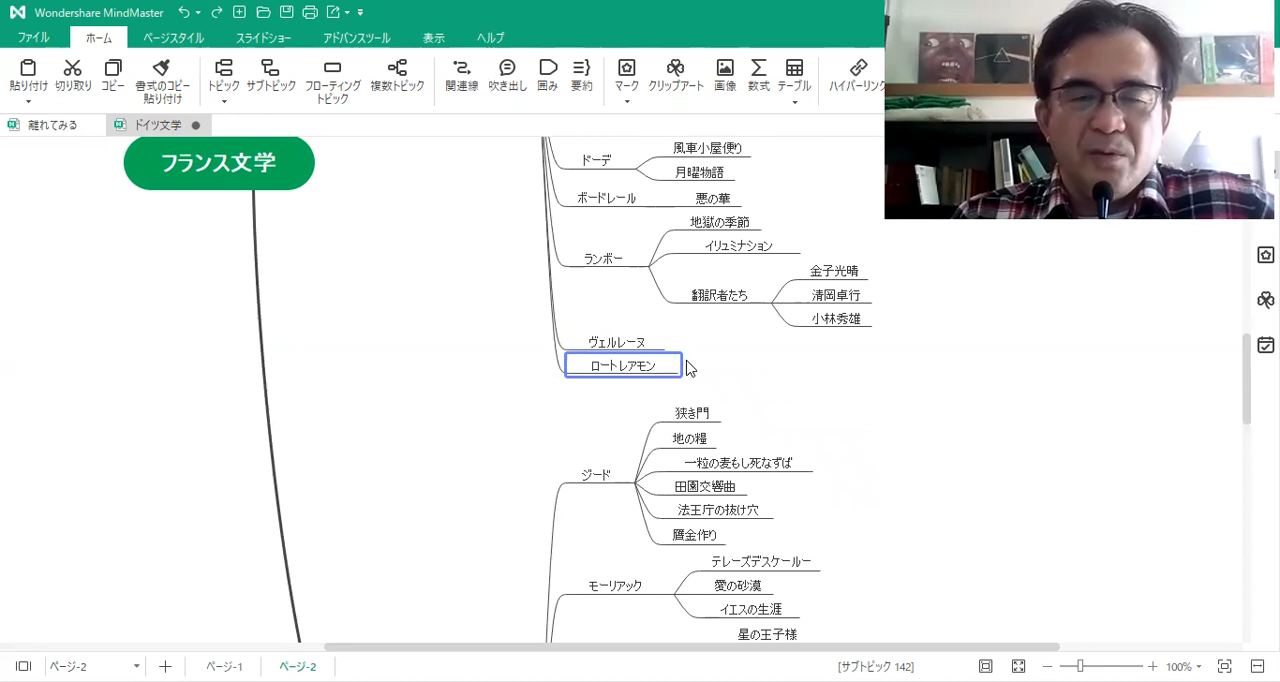 Wondershare MindMaster
ファイル ホーム ページスタイル スライドショー アドバンスツール 表示 ヘルプ
貼り付け 切り取り コピー 書式のコピー
貼り付け
トピック サブトピック フローティング
トピック
複数トピック 関連線 吹き出し 囲み 要約 マーク クリップアート 画像 数式 テーブル ハイパーリンク
離れてみる ドイツ文学
フランス文学
ドーデ
風車小屋便り
月曜物語
ボードレール
悪の華
ランボー
地獄の季節
イリュミナション
翻訳者たち
金子光晴
清岡卓行
小林秀雄
ヴェルレーヌ
ロートレアモン
ジード
狭き門
地の糧
一粒の麦もし死なずば
田園交響曲
法王庁の抜け穴
贋金作り
モーリアック
テレーズデスケールー
愛の砂漠
イエスの生涯
星の王子様
ページ-2 ページ-1 ページ-2 [サブトピック 142] 100%